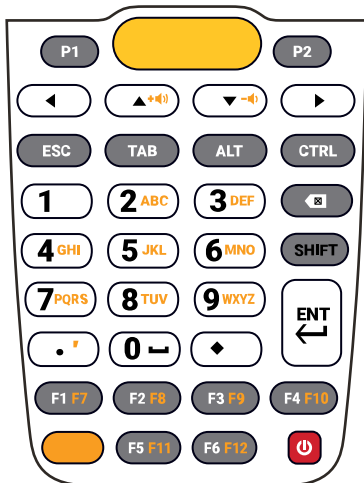 P1 P2
ESC TAB ALT CTRL
1 2 ABC 3 DEF
4 GHI 5 JKL 6 MNO SHIFT
7 PQRS 8 TUV 9 WXYZ ENT
. ' 0
F1 F7 F2 F8 F3 F9 F4 F10
F5 F11 F6 F12